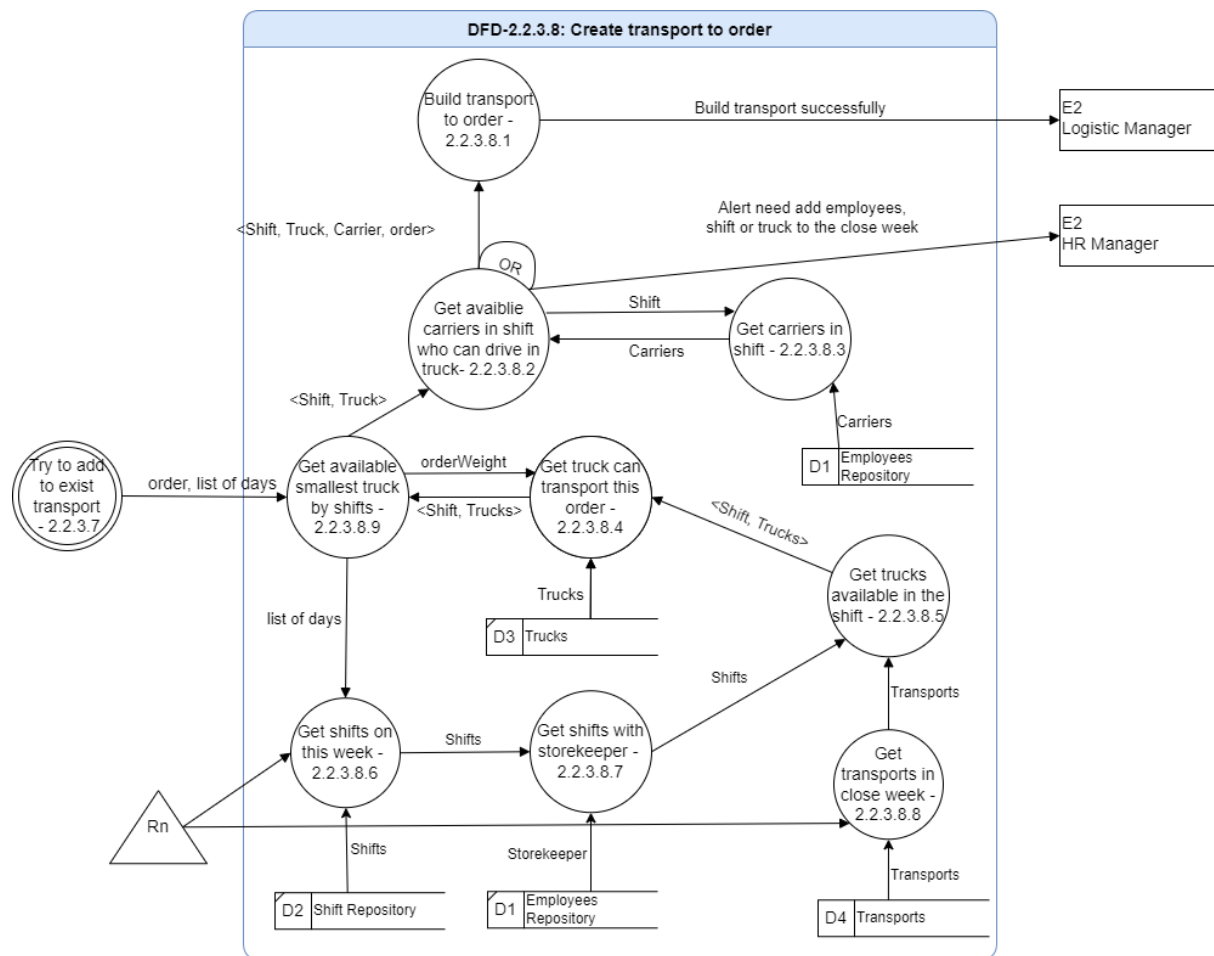 DFD-2.2.3.8: Create transport to order
Build transport
to order -
2.2.3.8.1
Build transport successfully
E2
Logistic Manager
<Shift, Truck, Carrier, order>
OR
Alert need add employees,
shift or truck to the close week
E2
HR Manager
Get avaiblie
carriers in shift
who can drive in
truck- 2.2.3.8.2
Shift
Carriers
Get carriers in
shift - 2.2.3.8.3
<Shift, Truck>
Carriers
D1
Employees
Repository
Try to add
to exist
transport
- 2.2.3.7
order, list of days
Get available
smallest truck
by shifts -
2.2.3.8.9
orderWeight
<Shift, Trucks>
Get truck can
transport this
order -
2.2.3.8.4
<Shift, Trucks>
Get trucks
available in the
shift - 2.2.3.8.5
Trucks
D3
Trucks
list of days
Shifts
Transports
Get shifts on
this week -
2.2.3.8.6
Shifts
Get shifts with
storekeeper -
2.2.3.8.7
Get
transports in
close week -
2.2.3.8.8
Rn
Shifts
Storekeeper
Transports
D2
Shift Repository
D1
Employees
Repository
D4
Transports